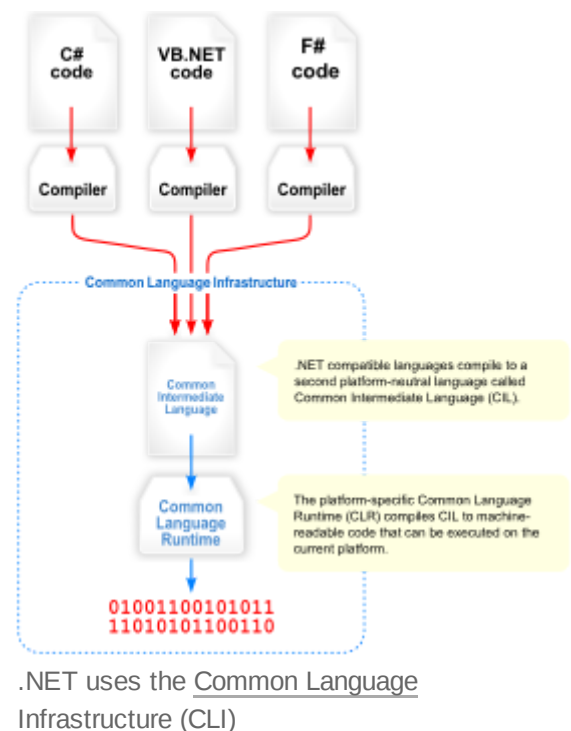 C#
code
VB.NET
code
F#
code
Compiler
Compiler
Compiler
Common Language Infrastructure
Common
Intermediate
Language
.NET compatible languages compile to a
second platform-neutral language called
Common Intermediate Language (CIL).
Common
Language
Runtime
The platform-specific Common Language
Runtime (CLR) compiles CIL to machine-
readable code that can be executed on the
current platform.
01001100101011
11010101100110
.NET uses the Common Language
Infrastructure (CLI)